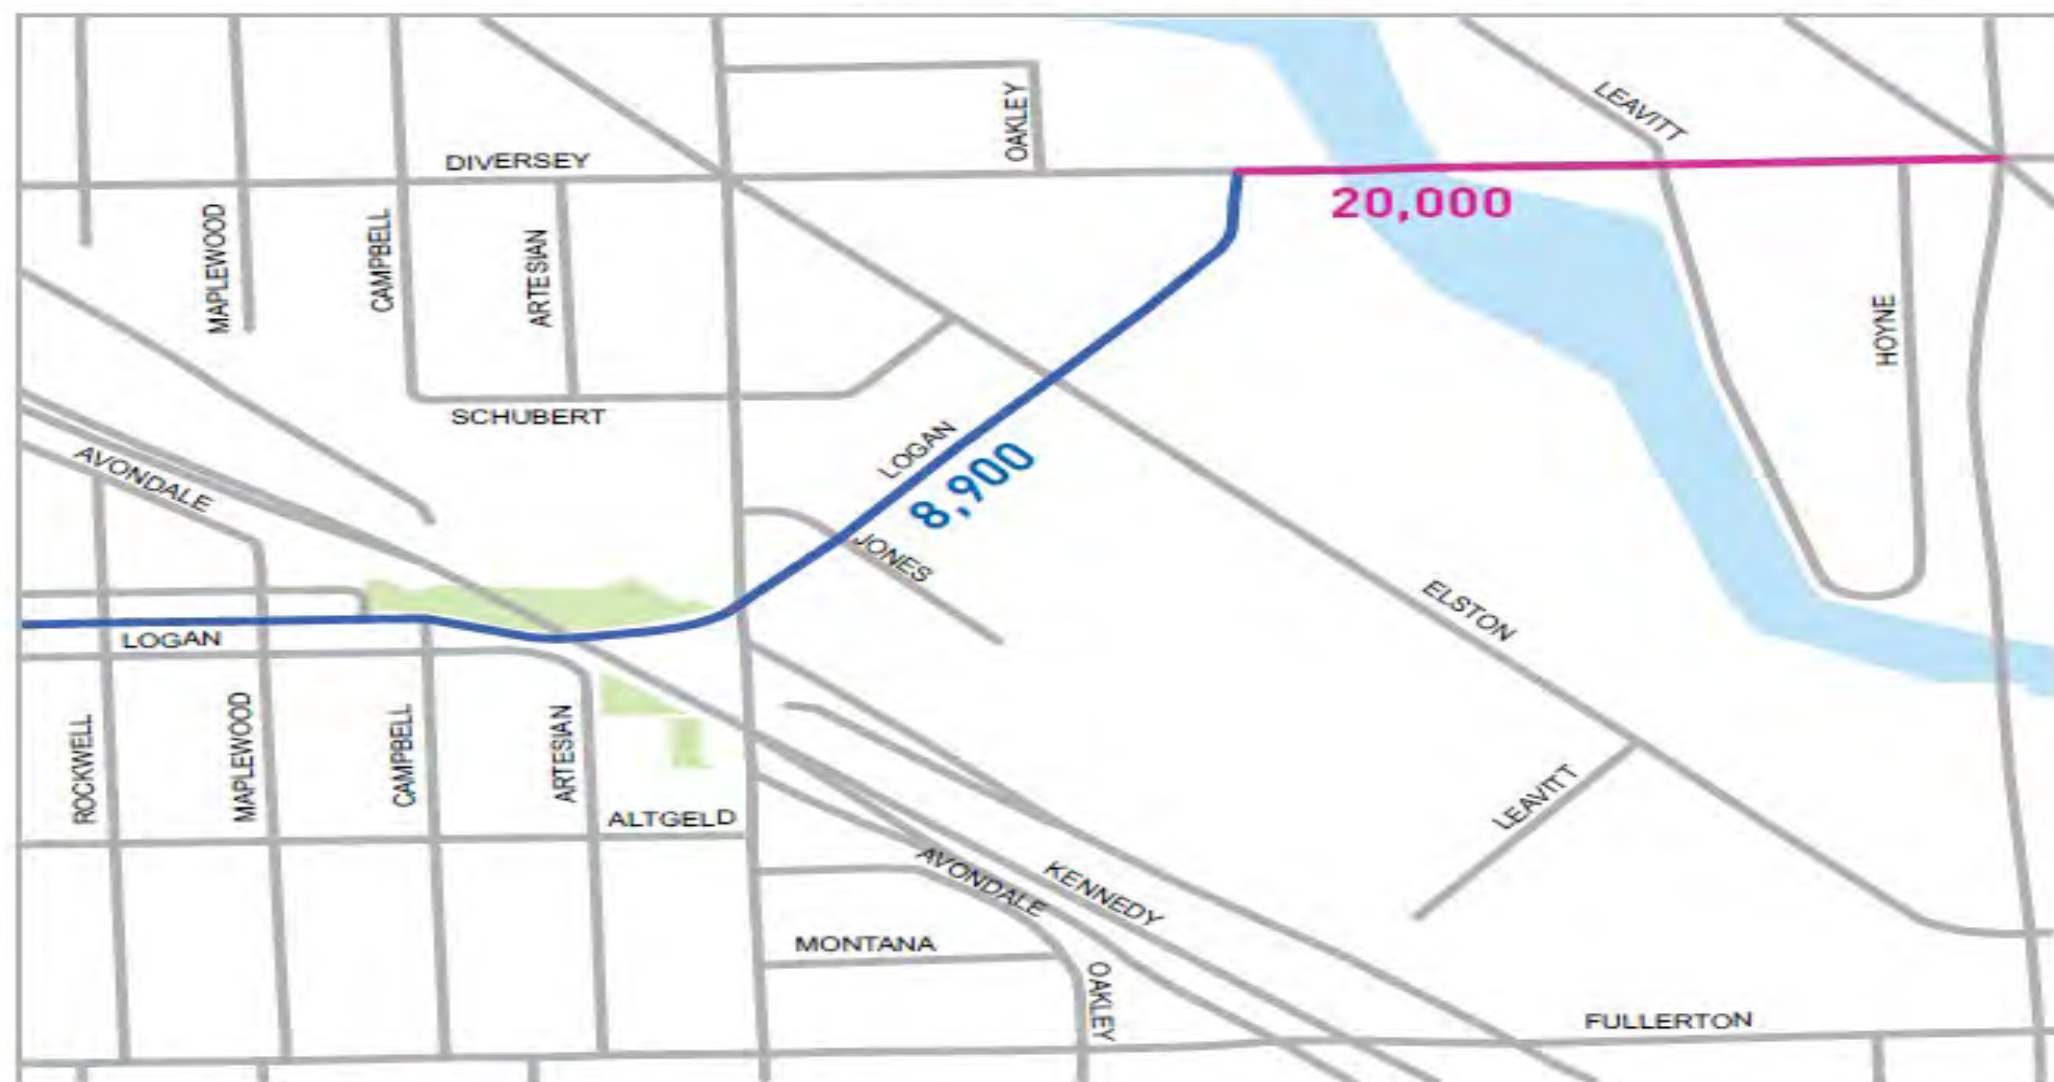 LEAVITT
OAKLEY
DIVERSEY
20,000
MAPLEWOOD
CAMPBELL
ARTESIAN
HOYNE
SCHUBERT
LOGAN
8,900
AVONDALE
JONES
ELSTON
LOGAN
ROCKWELL
MAPLEWOOD
CAMPBELL
ARTESIAN
ALTGELD
LEAVITT
AVONDALE
KENNEDY
MONTANA
OAKLEY
FULLERTON